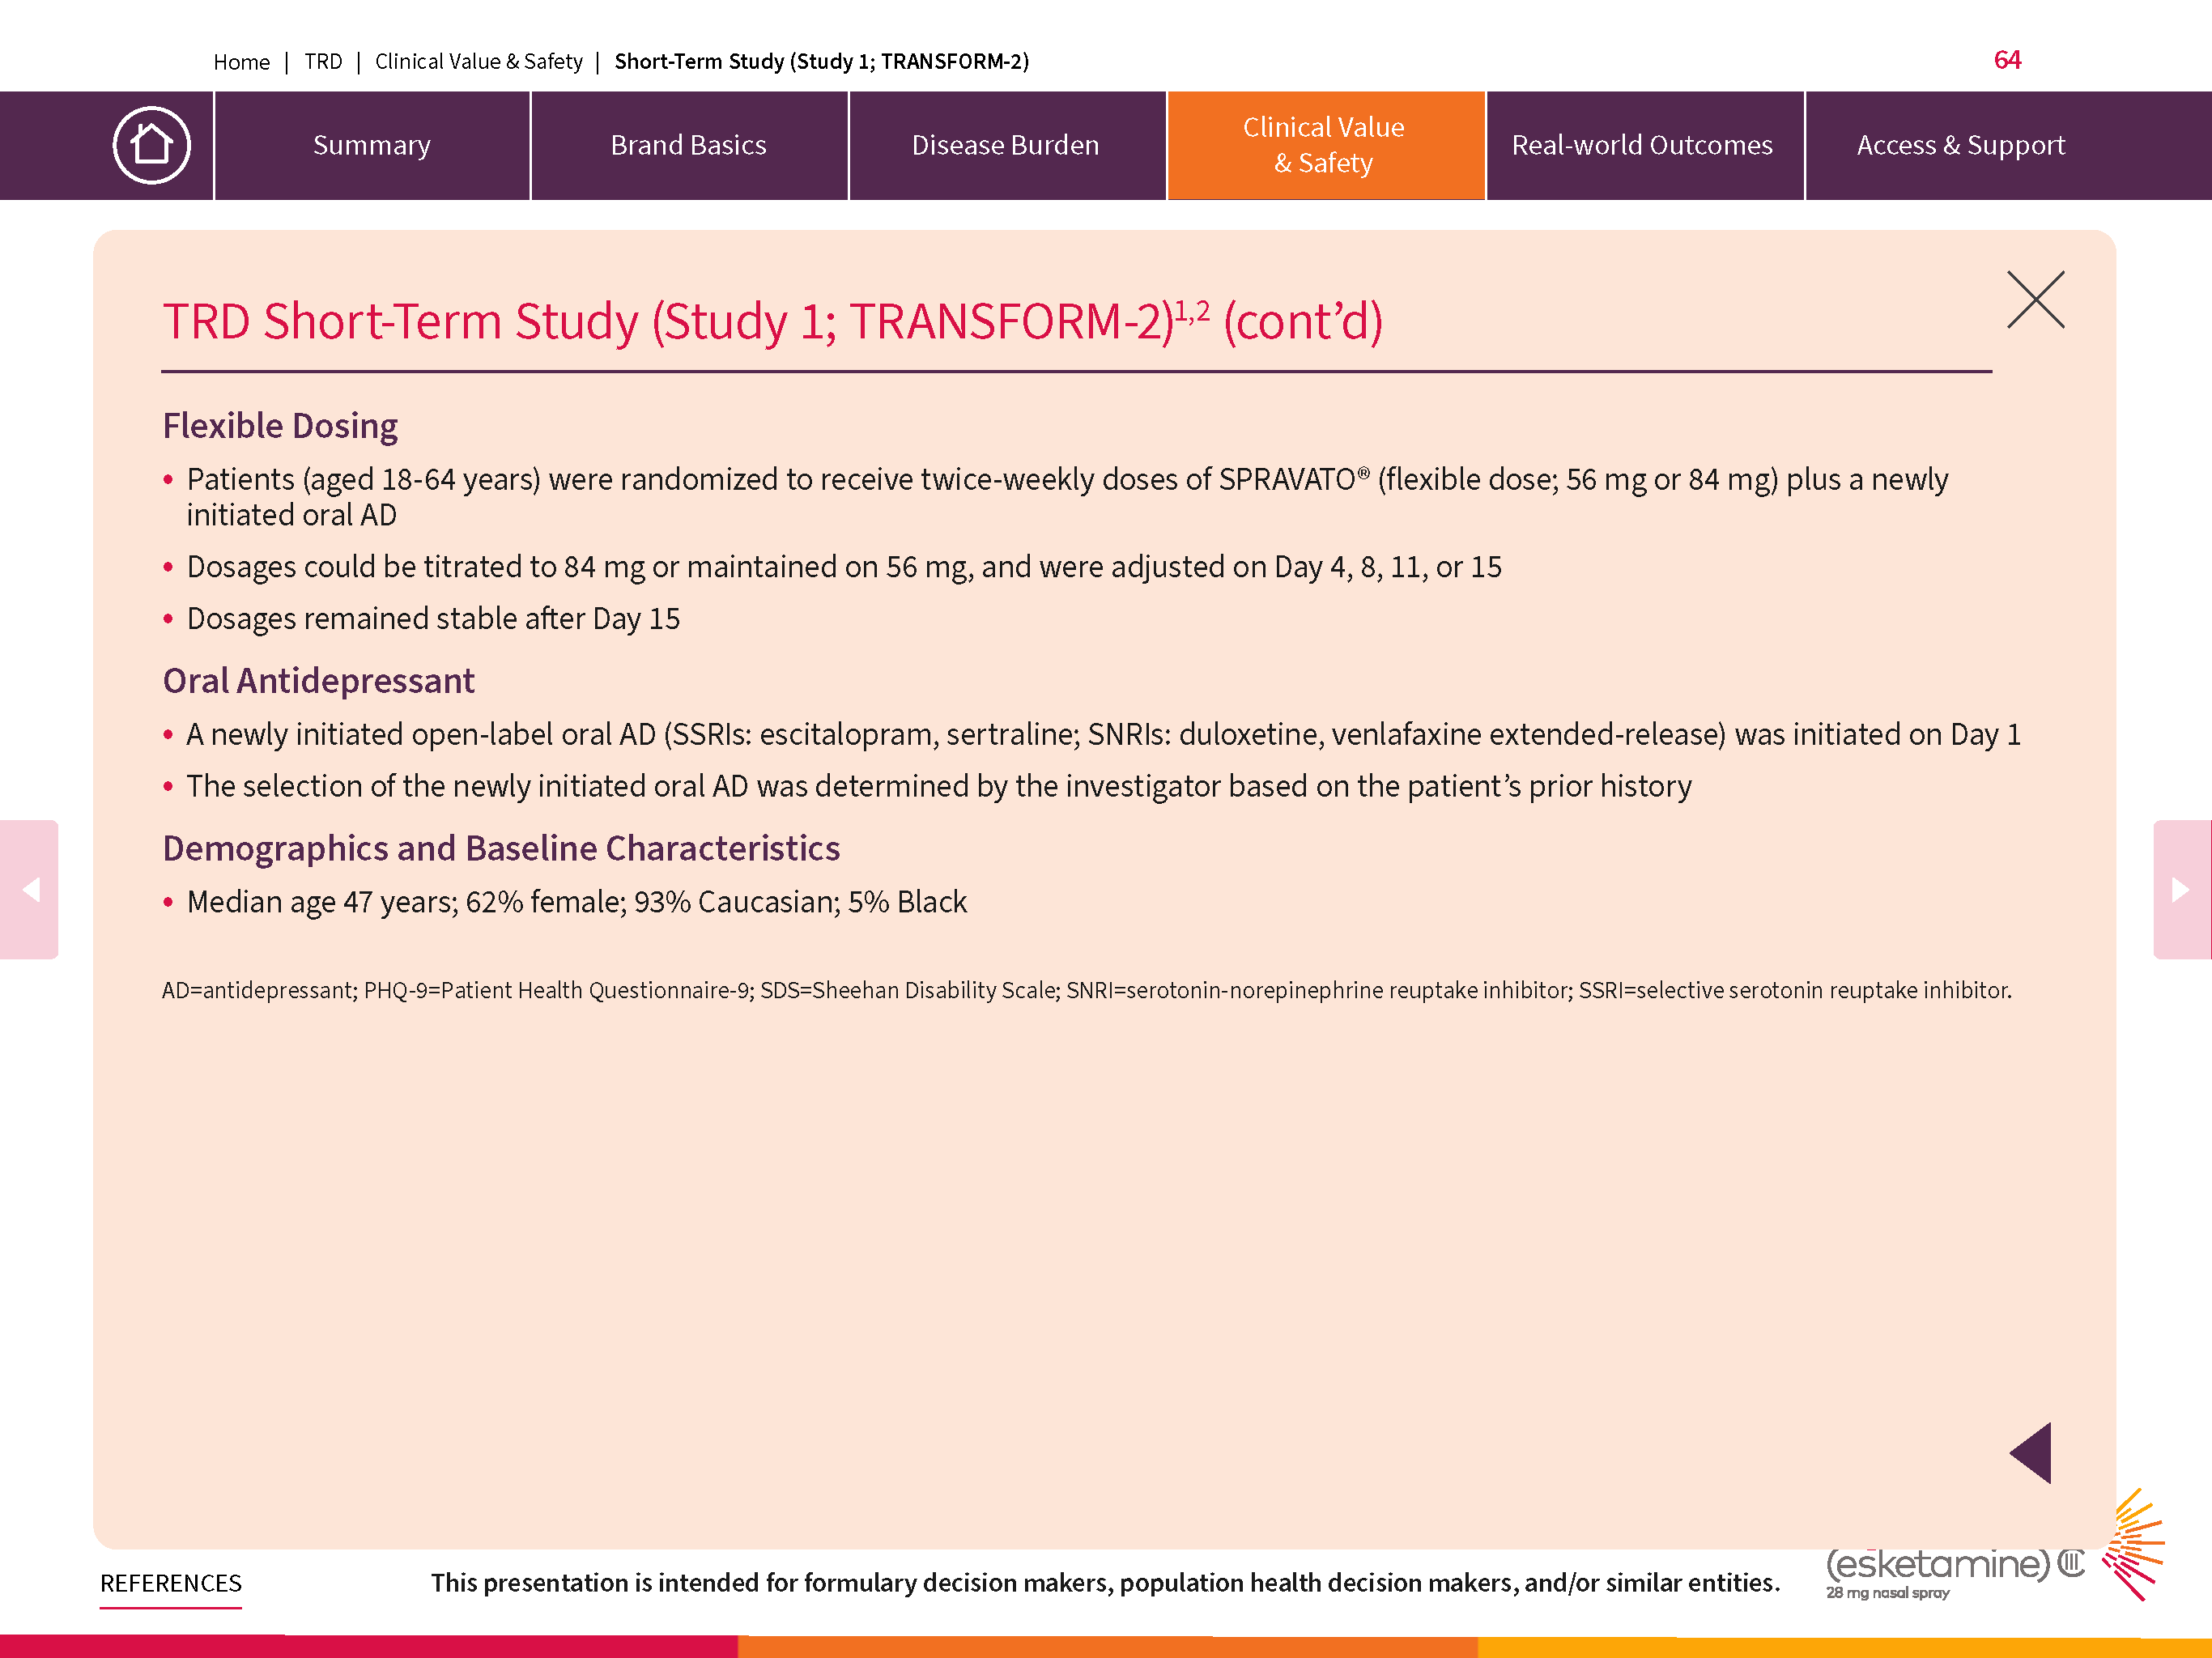 Home | TRD | Clinical Value & Safety | Short-Term Study (Study 1; TRANSFORM-2)
64
Summary
Brand Basics
Disease Burden
Clinical Value
& Safety
Real-world Outcomes
Access & Support
TRD Short-Term Study (Study 1; TRANSFORM-2)1,2 (cont’d)
Flexible Dosing
• Patients (aged 18-64 years) were randomized to receive twice-weekly doses of SPRAVATO® (flexible dose; 56 mg or 84 mg) plus a newly
initiated oral AD
• Dosages could be titrated to 84 mg or maintained on 56 mg, and were adjusted on Day 4, 8, 11, or 15
• Dosages remained stable after Day 15
Oral Antidepressant
• A newly initiated open-label oral AD (SSRIs: escitalopram, sertraline; SNRIs: duloxetine, venlafaxine extended-release) was initiated on Day 1
• The selection of the newly initiated oral AD was determined by the investigator based on the patient’s prior history
Demographics and Baseline Characteristics
• Median age 47 years; 62% female; 93% Caucasian; 5% Black
AD=antidepressant; PHQ-9=Patient Health Questionnaire-9; SDS=Sheehan Disability Scale; SNRI=serotonin-norepinephrine reuptake inhibitor; SSRI=selective serotonin reuptake inhibitor.
REFERENCES
This presentation is intended for formulary decision makers, population health decision makers, and/or similar entities.
(esketamine) CIII
28 mg nasal spray